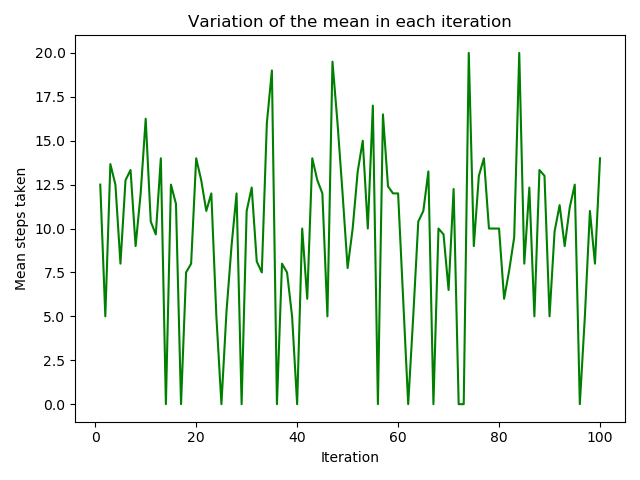 Variation of the mean in each iteration
20.0
17.5
15.0
12.5
10.0
7.5
5.0
2.5
0.0
Mean steps taken
0 20 40 60 80 100
Iteration